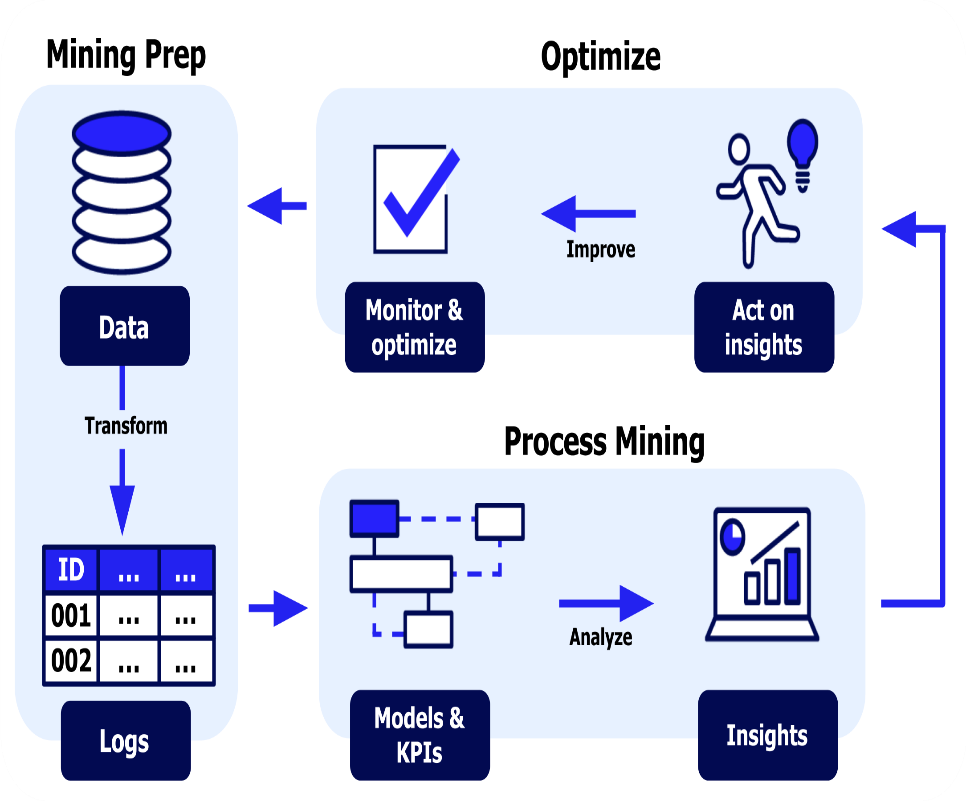 Mining Prep
Data
Transform
ID ... ...
001 ... ...
002 ... ...
Logs
Optimize
Improve
Monitor &
optimize
Act on
insights
Process Mining
Analyze
Models &
KPIs
Insights